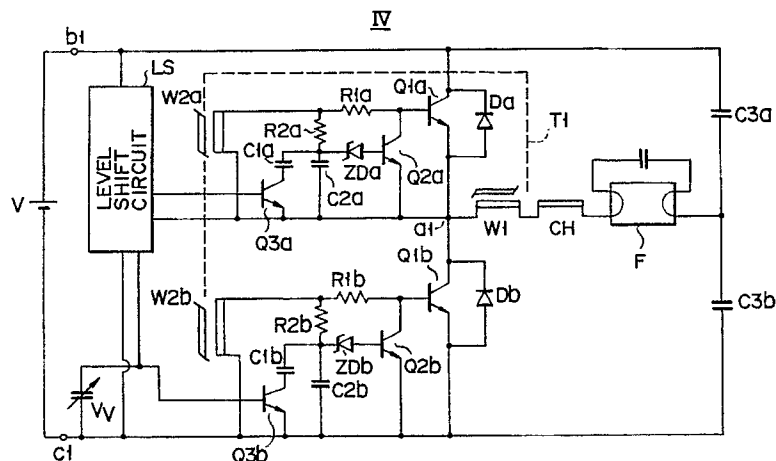 IV
b1
LS
LEVEL SHIFT CIRCUIT
V
W2a
R1a
Q1a
Da
T1
R2a
C1a
ZDa
C2a
Q2a
Q3a
C3a
a1
W1
CH
F
Q1b
W2b
R1b
Db
R2b
C1b
ZDb
C2b
Q2b
C3b
VV
C1
Q3b